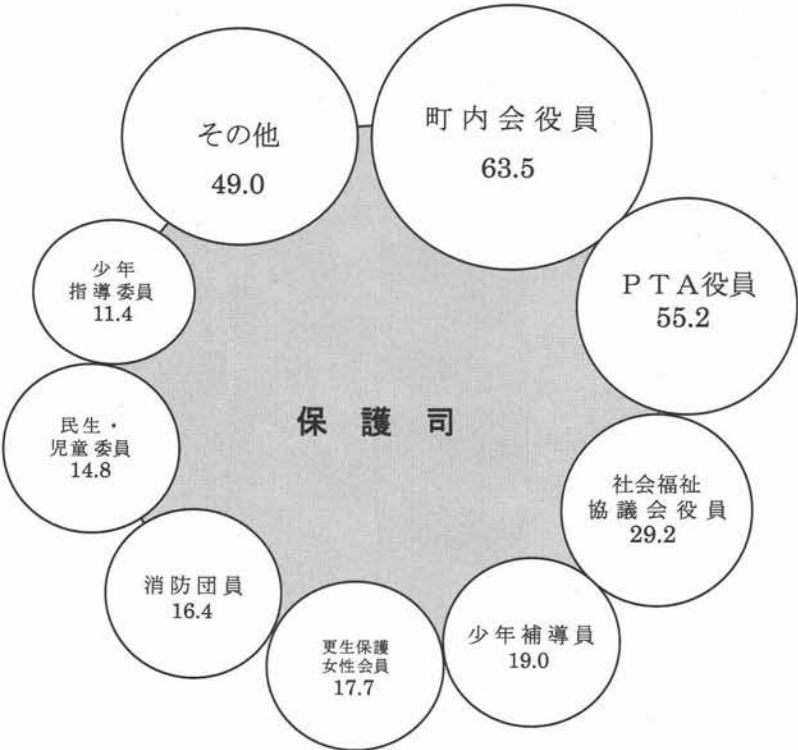 その他
49.0
町内会役員
63.5
PTA役員
55.2
社会福祉
協議会役員
29.2
少年補導員
19.0
更生保護
女性会員
17.7
消防団員
16.4
民生・
児童委員
14.8
少年
指導委員
11.4
保護司